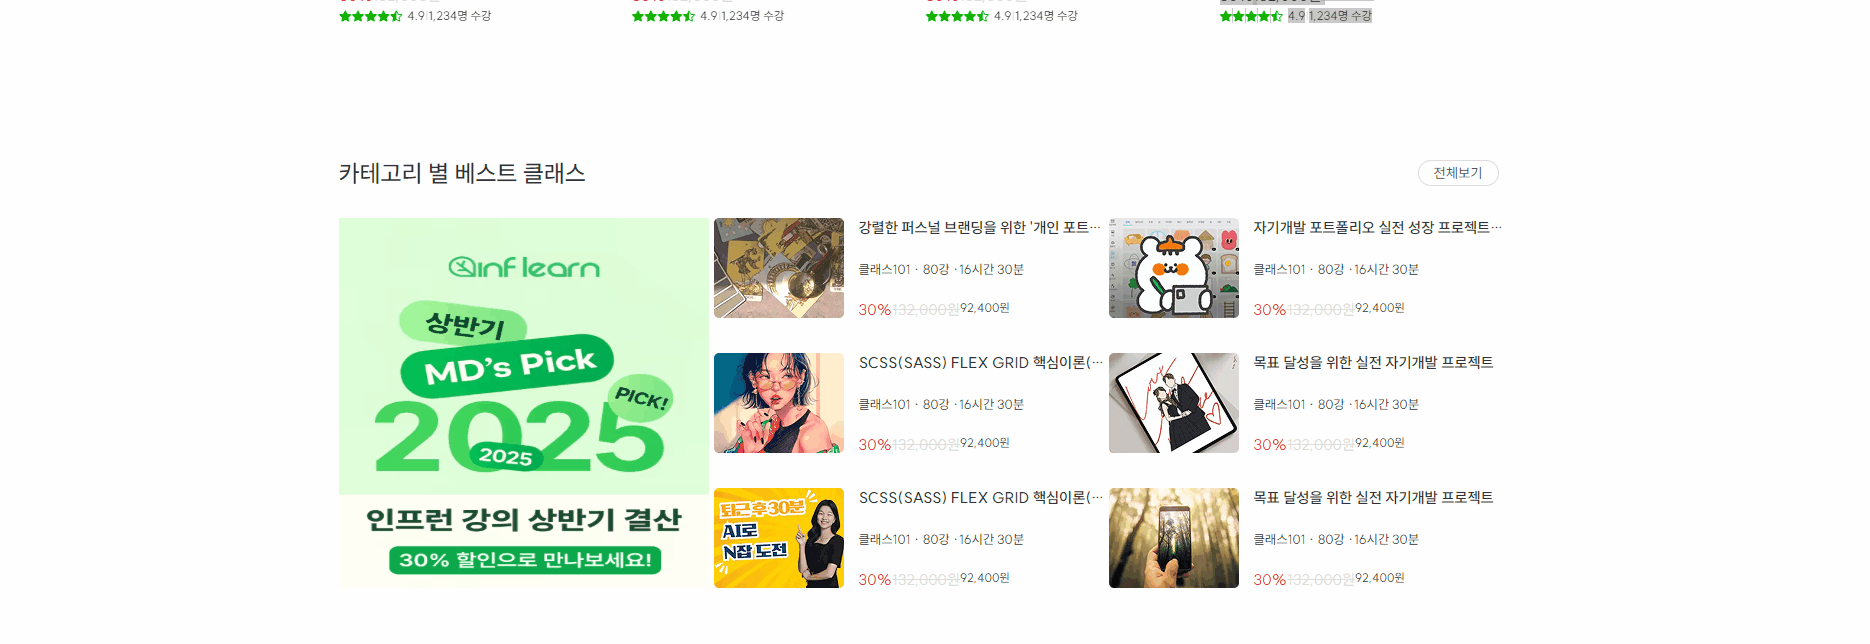 4.9 1,234명 수강
4.9 1,234명 수강
4.9 1,234명 수강
4.9 1,234명 수강
카테고리 별 베스트 클래스
전체보기
inf learn
상반기
MD's Pick
PICK!
2025
2025
인프런 강의 상반기 결산
30% 할인으로 만나보세요!
강렬한 퍼스널 브랜딩을 위한 '개인 포트···
클래스101 · 80강 ·16시간 30분
30% 132,000원 92,400원
자기개발 포트폴리오 실전 성장 프로젝트···
클래스101 · 80강 ·16시간 30분
30% 132,000원 92,400원
SCSS(SASS) FLEX GRID 핵심이론(···
클래스101 · 80강 ·16시간 30분
30% 132,000원 92,400원
목표 달성을 위한 실전 자기개발 프로젝트
클래스101 · 80강 ·16시간 30분
30% 132,000원 92,400원
퇴근 후 30분
AI로
N잡 도전
SCSS(SASS) FLEX GRID 핵심이론(···
클래스101 · 80강 ·16시간 30분
30% 132,000원 92,400원
목표 달성을 위한 실전 자기개발 프로젝트
클래스101 · 80강 ·16시간 30분
30% 132,000원 92,400원